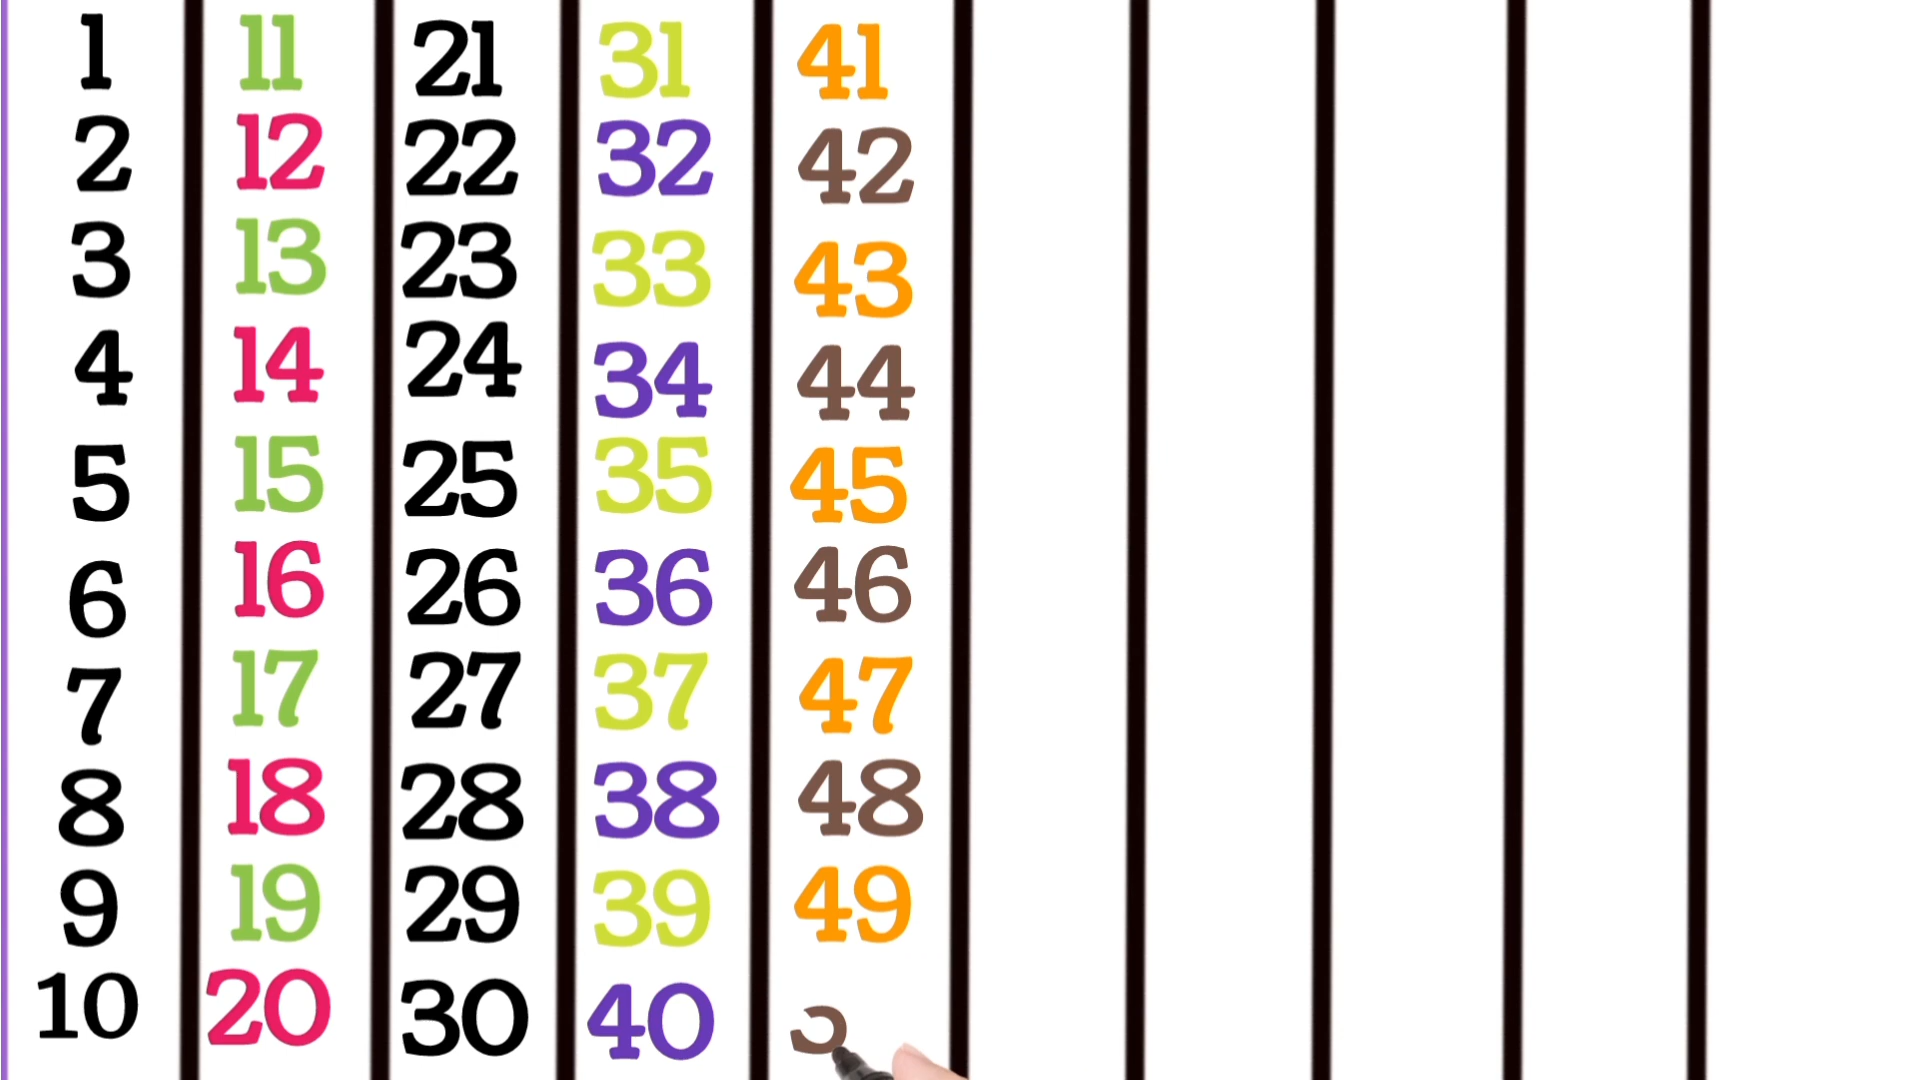 1 11 21 31 41
2 12 22 32 42
3 13 23 33 43
4 14 24 34 44
5 15 25 35 45
6 16 26 36 46
7 17 27 37 47
8 18 28 38 48
9 19 29 39 49
10 20 30 40